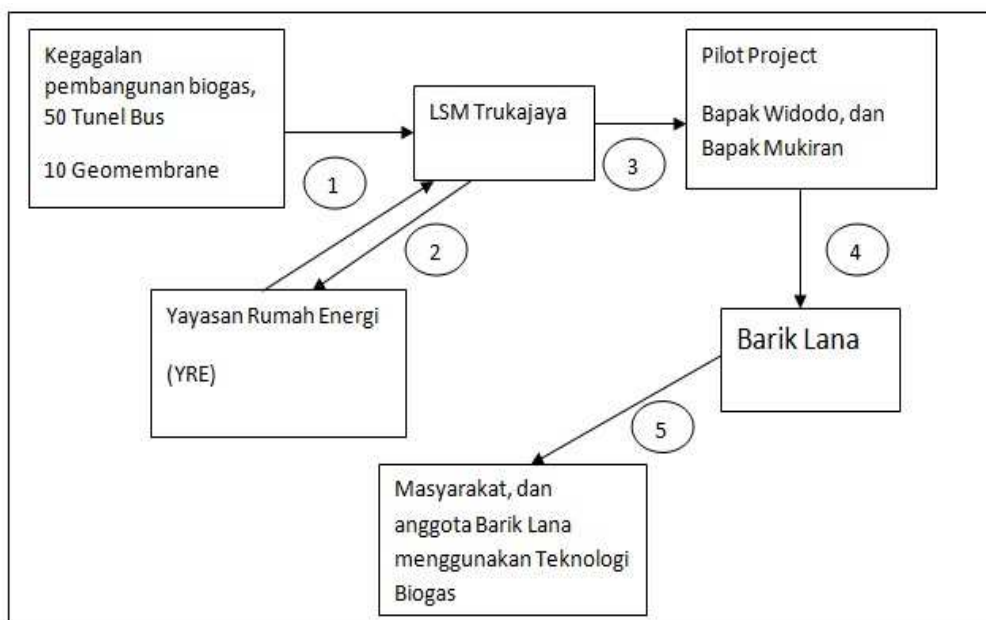 Kegagalan
pembangunan biogas,
50 Tunel Bus
10 Geomembrane
LSM Trukajaya
Pilot Project
Bapak Widodo, dan
Bapak Mukiran
1
2
3
4
Yayasan Rumah Energi
(YRE)
Barik Lana
5
Masyarakat, dan
anggota Barik Lana
menggunakan Teknologi
Biogas